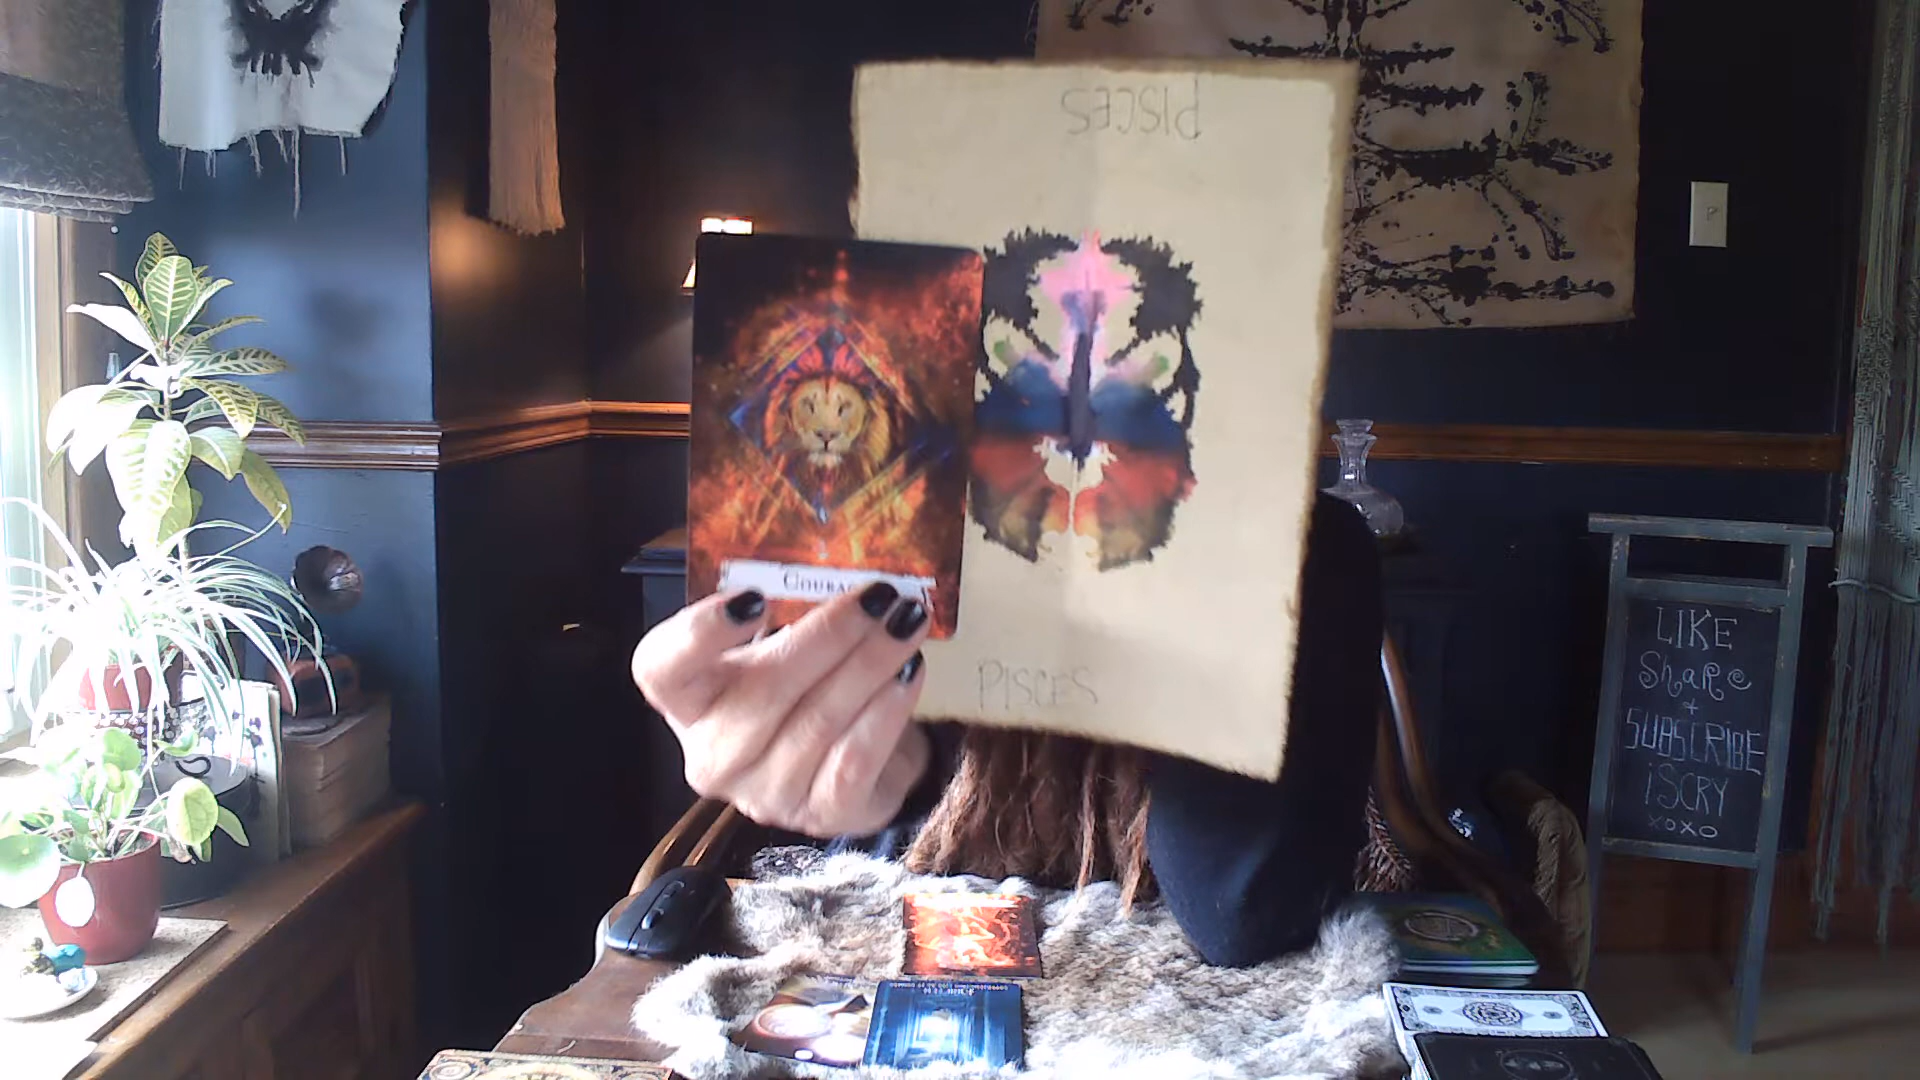 PISCES
PISCES
LIKE
ShaRe
+
SUBSCRIBE
iSCRY
xoxo